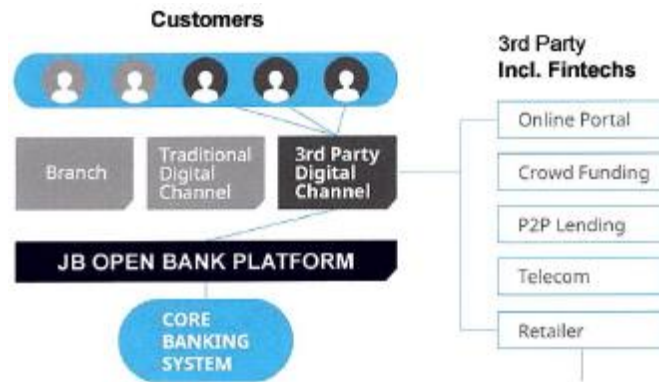 Customers
3rd Party
Incl. Fintechs
Online Portal
Crowd Funding
P2P Lending
Telecom
Retailer
Branch
Traditional
Digital
Channel
3rd Party
Digital
Channel
JB OPEN BANK PLATFORM
CORE
BANKING
SYSTEM